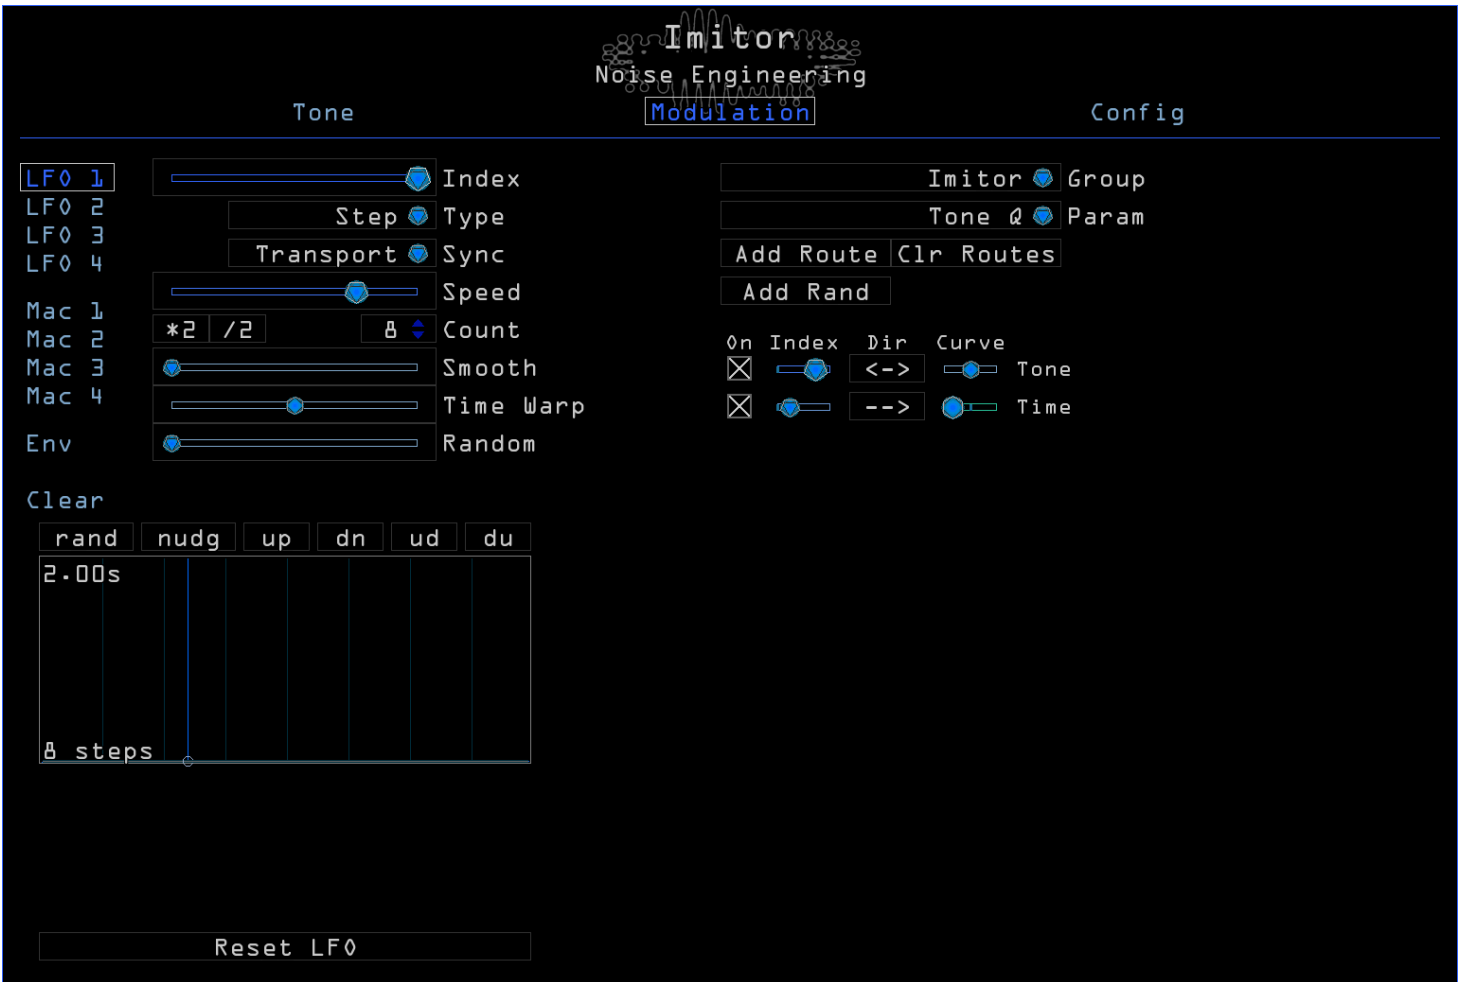 Imitor
Noise Engineering
Tone Modulation Config
LFO 1
LFO 2
LFO 3
LFO 4
Mac 1
Mac 2
Mac 3
Mac 4
Env
Clear
Index
Step Type
Transport Sync
Speed
*2 /2 8 Count
Smooth
Time Warp
Random
Imitor Group
Tone Q Param
Add Route Clr Routes
Add Rand
On Index Dir Curve
<-> Tone
--> Time
rand nudg up dn ud du
2.00s
8 steps
Reset LFO